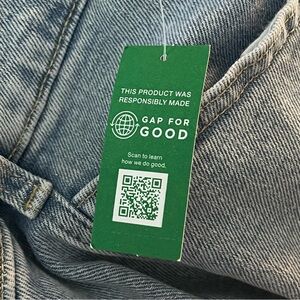 THIS PRODUCT WAS
RESPONSIBLY MADE
GAP FOR
GOOD
Scan to learn
how we do good.